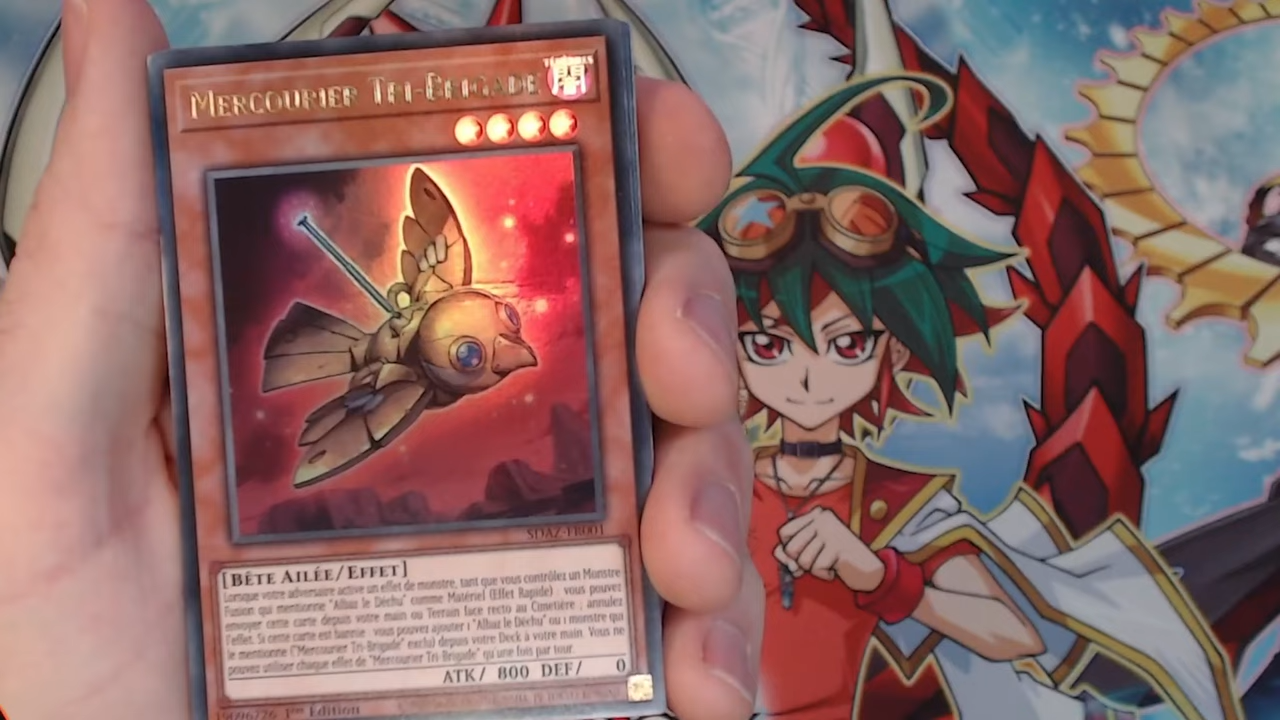 MERCOURIER TRI-BRIGADE
TÉNÈBRES
闇
SDAZ-FR001
[BÊTE AILÉE/EFFET]
Lorsque votre adversaire active un effet de monstre, tant que vous contrôlez un Monstre
Fusion qui mentionne "Albaz le Déchu" comme Matériel (Effet Rapide) : vous pouvez
envoyer cette carte depuis votre main ou Terrain face recto au Cimetière ; annulez
l'effet. Si cette carte est bannie : vous pouvez ajouter 1 "Albaz le Déchu" ou 1 monstre qui
le mentionne ("Mercourier Tri-Brigade" exclu) depuis votre Deck à votre main. Vous ne
pouvez utiliser chaque effet de "Mercourier Tri-Brigade" qu'une fois par tour.
ATK/ 800 DEF/ 0
1ère Edition